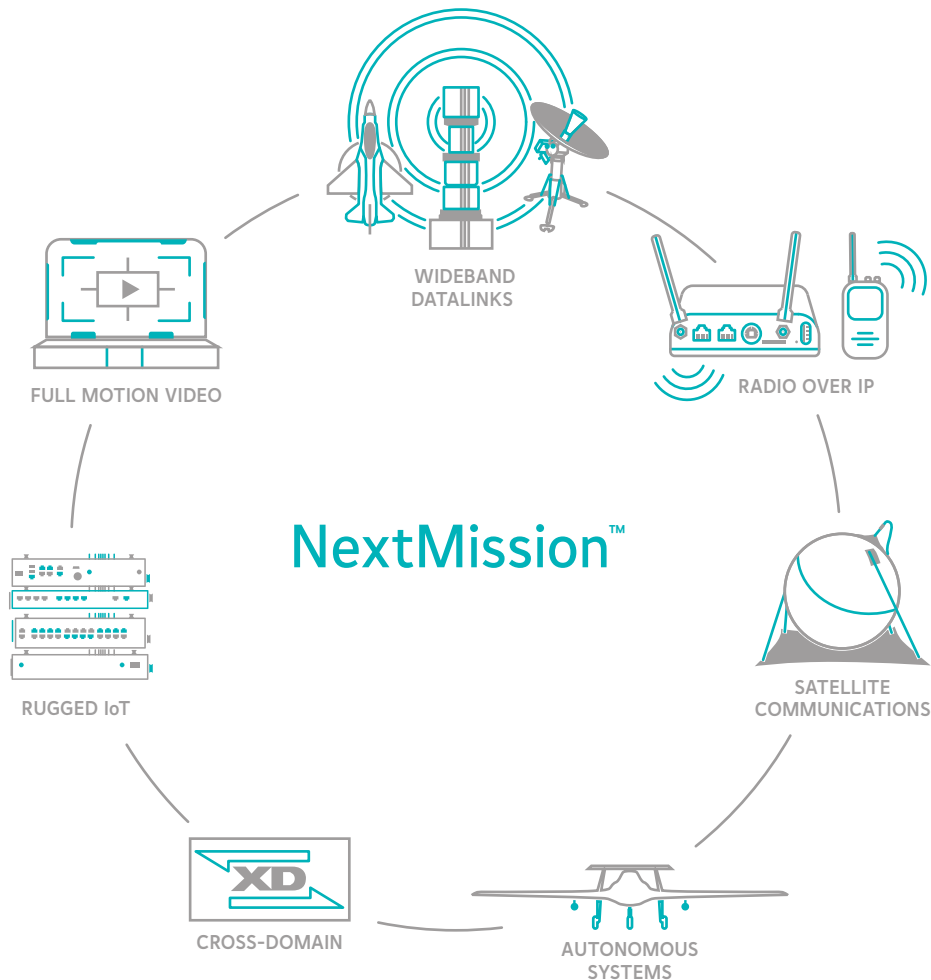 WIDEBAND
DATALINKS
FULL MOTION VIDEO
RADIO OVER IP
NextMission™
RUGGED IoT
SATELLITE
COMMUNICATIONS
XD
CROSS-DOMAIN
AUTONOMOUS
SYSTEMS